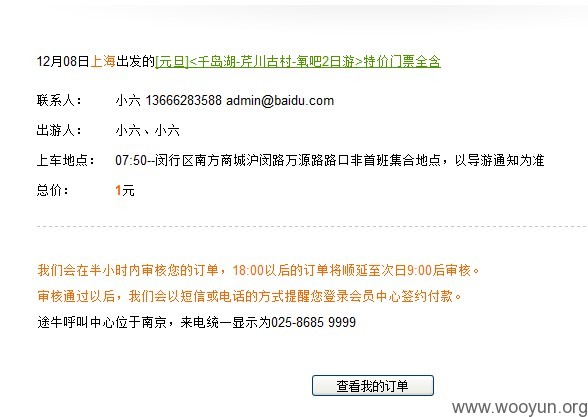 12月08日上海出发的[元旦]<千岛湖-芹川古村-氧吧2日游>特价门票全含
联系人： 小六 13666283588 admin@baidu.com
出游人： 小六、小六
上车地点： 07:50--闵行区南方商城沪闵路万源路路口非首班集合地点，以导游通知为准
总价： 1元
我们会在半小时内审核您的订单，18:00以后的订单将顺延至次日9:00后审核。
审核通过以后，我们会以短信或电话的方式提醒您登录会员中心签约付款。
途牛呼叫中心位于南京，来电统一显示为025-8685 9999
查看我的订单
www.wooyun.org